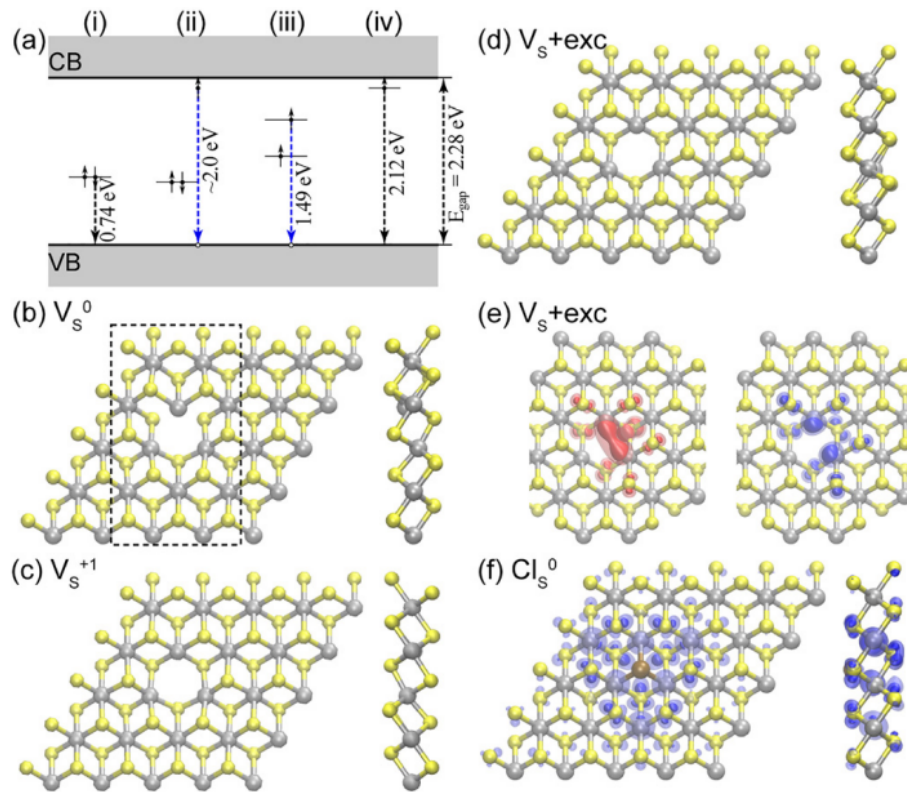 (i) (ii) (iii) (iv)
(a)
CB
0.74 eV
~2.0 eV
1.49 eV
2.12 eV
E_gap = 2.28 eV
VB
(b) V_S^0
(c) V_S^+1
(d) V_S+exc
(e) V_S+exc
(f) Cl_S^0